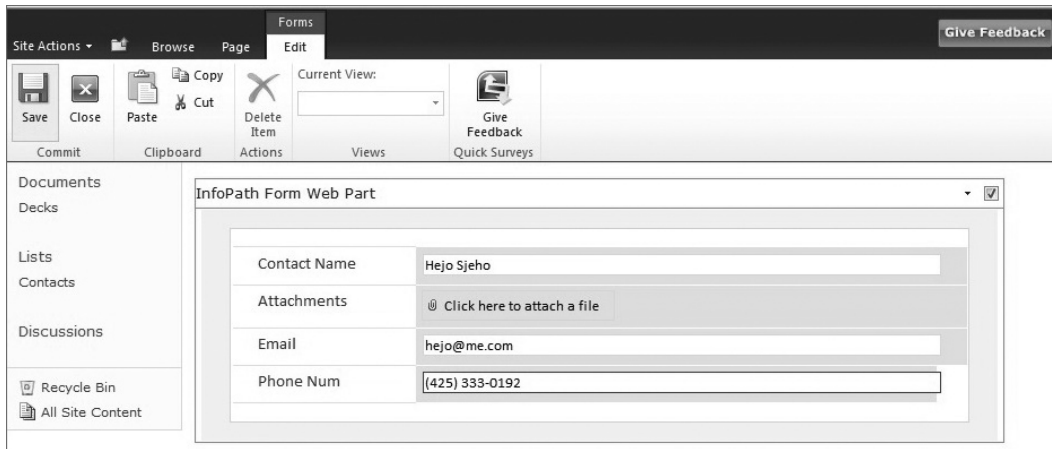 Forms
Give Feedback
Site Actions
Browse
Page
Edit
Save
Close
Paste
Copy
Cut
Delete Item
Current View:
Give Feedback
Commit
Clipboard
Actions
Views
Quick Surveys
Documents
Decks
Lists
Contacts
Discussions
Recycle Bin
All Site Content
InfoPath Form Web Part
Contact Name
Hejo Sjeho
Attachments
Click here to attach a file
Email
hejo@me.com
Phone Num
(425) 333-0192